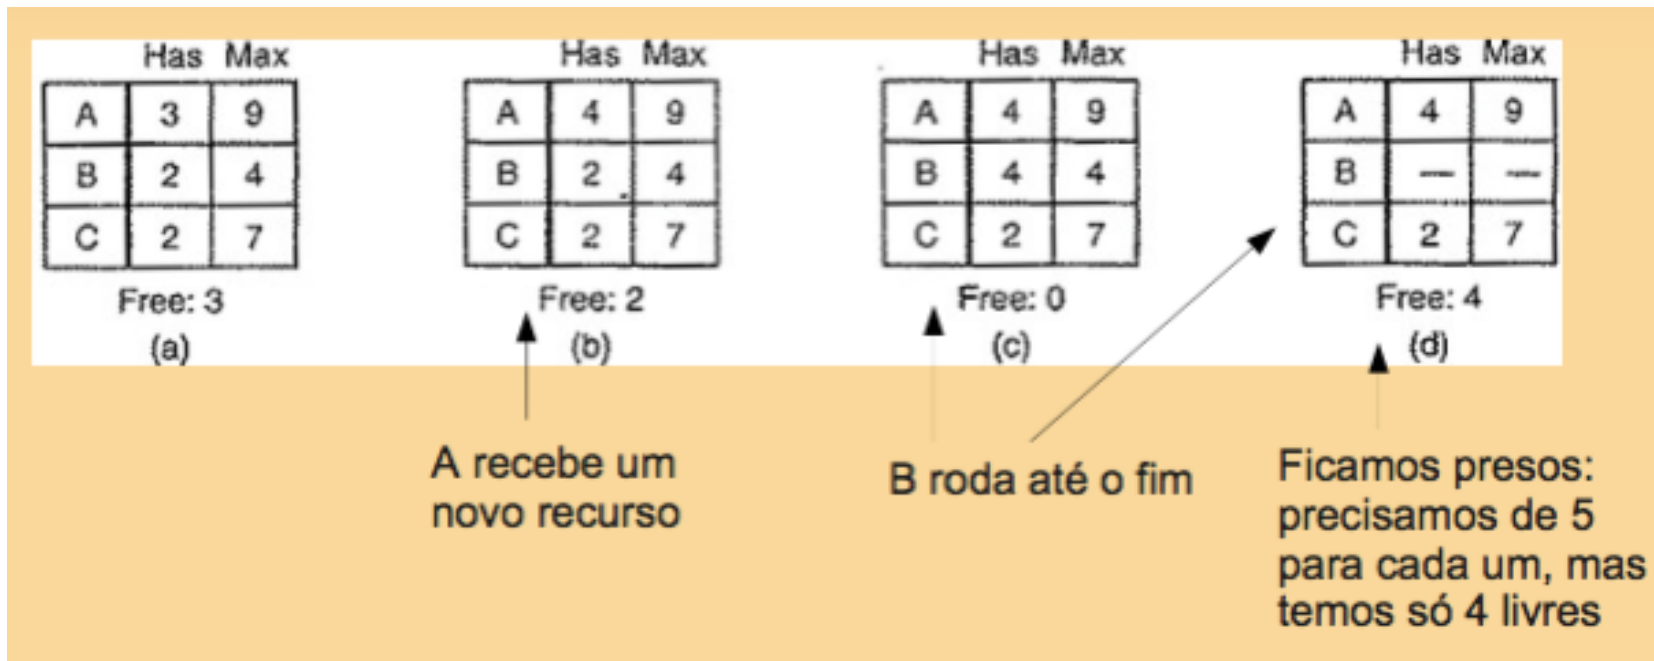 Has Max Has Max Has Max Has Max
A 3 9 A 4 9 A 4 9 A 4 9
B 2 4 B 2 4 B 4 4 B — —
C 2 7 C 2 7 C 2 7 C 2 7
Free: 3 Free: 2 Free: 0 Free: 4
(a) (b) (c) (d)
A recebe um
novo recurso
B roda até o fim
Ficamos presos:
precisamos de 5
para cada um, mas
temos só 4 livres